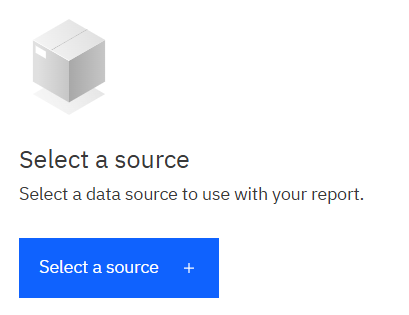 Select a source
Select a data source to use with your report.
Select a source +